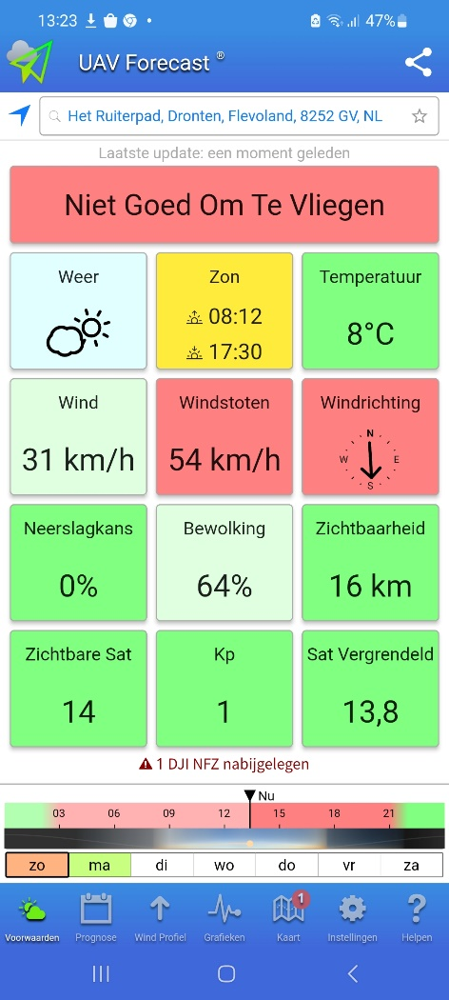 13:23 47%
UAV Forecast ®
Het Ruiterpad, Dronten, Flevoland, 8252 GV, NL
Laatste update: een moment geleden
Niet Goed Om Te Vliegen
Weer Zon Temperatuur
08:12
17:30
8°C
Wind Windstoten Windrichting
31 km/h 54 km/h
N
W E
S
Neerslagkans Bewolking Zichtbaarheid
0% 64% 16 km
Zichtbare Sat Kp Sat Vergrendeld
14 1 13,8
1 DJI NFZ nabijgelegen
Nu
03 06 09 12 15 18 21
zo ma di wo do vr za
1
Voorwaarden Prognose Wind Profiel Grafieken Kaart Instellingen Helpen